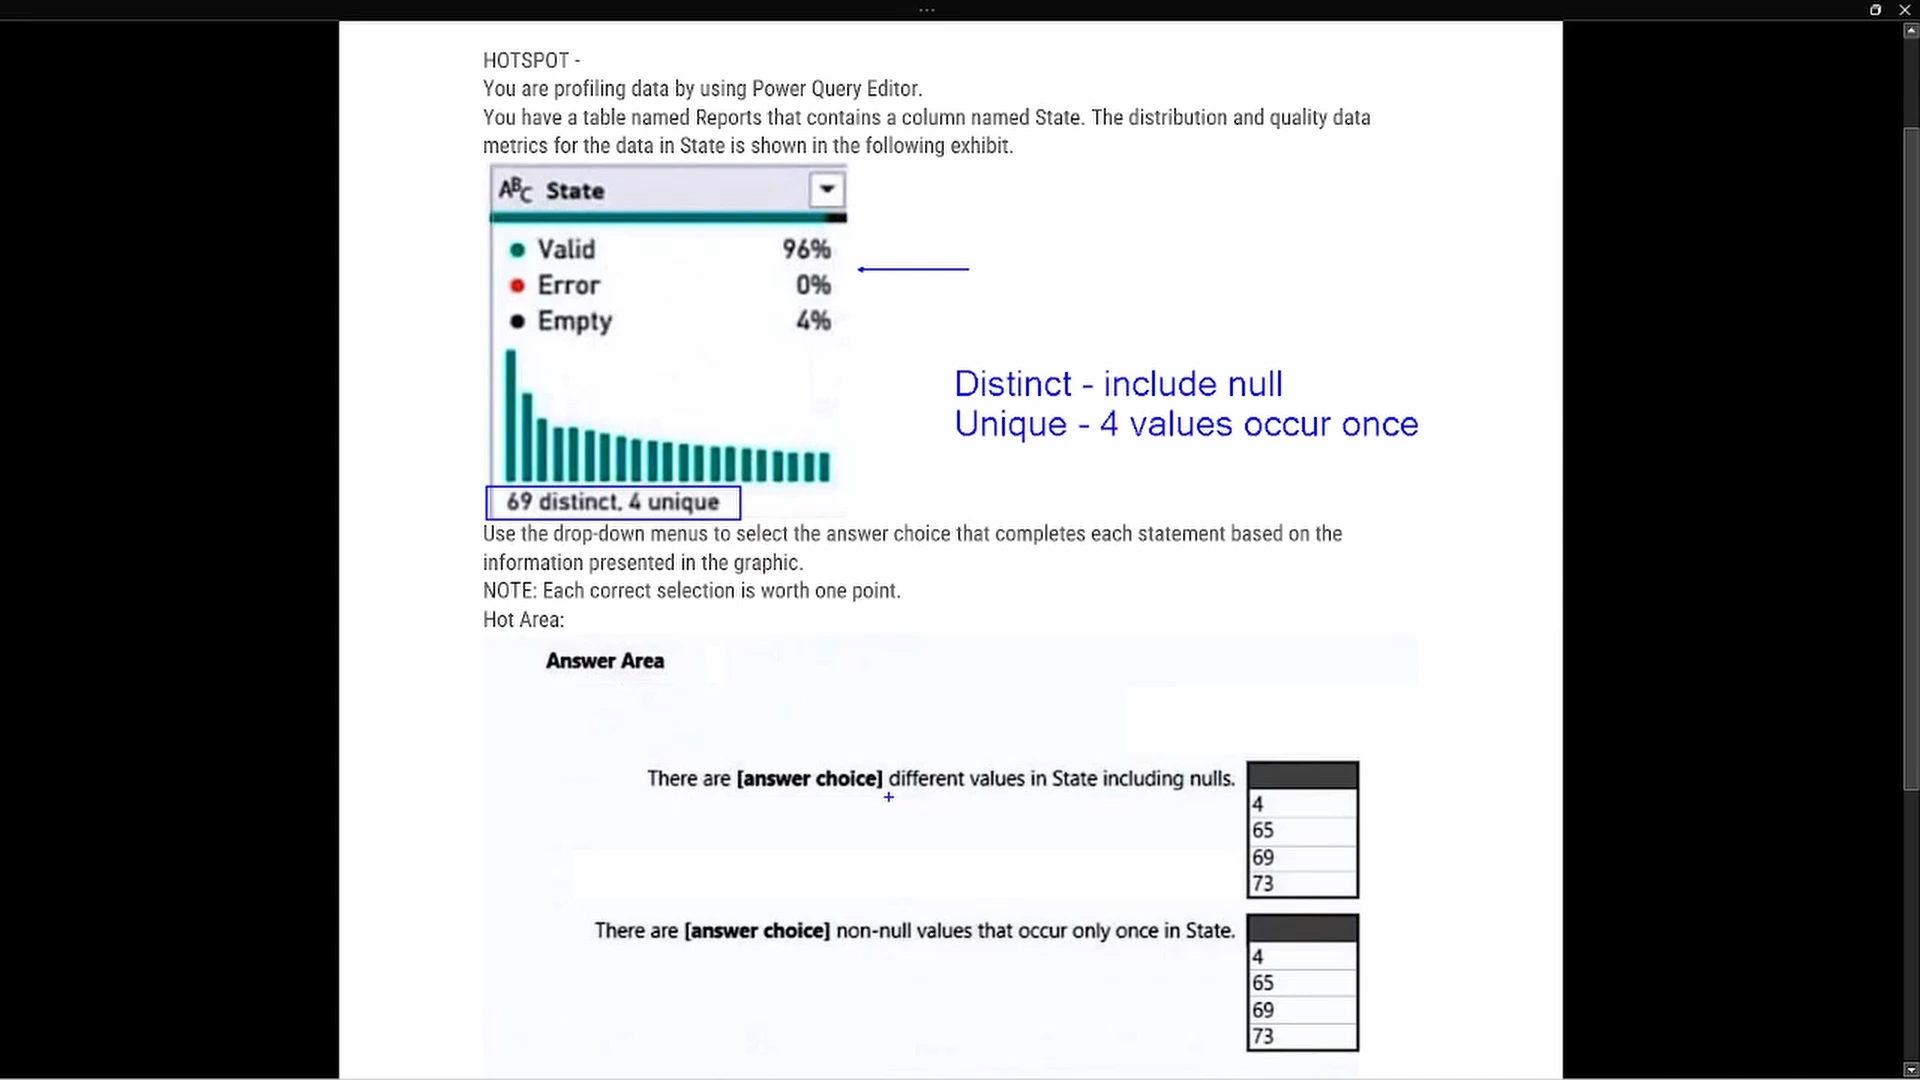 ...
HOTSPOT -
You are profiling data by using Power Query Editor.
You have a table named Reports that contains a column named State. The distribution and quality data
metrics for the data in State is shown in the following exhibit.
ABC State
Valid 96%
Error 0%
Empty 4%
Distinct - include null
Unique - 4 values occur once
69 distinct, 4 unique
Use the drop-down menus to select the answer choice that completes each statement based on the
information presented in the graphic.
NOTE: Each correct selection is worth one point.
Hot Area:
Answer Area
There are [answer choice] different values in State including nulls.
4
65
69
73
There are [answer choice] non-null values that occur only once in State.
4
65
69
73